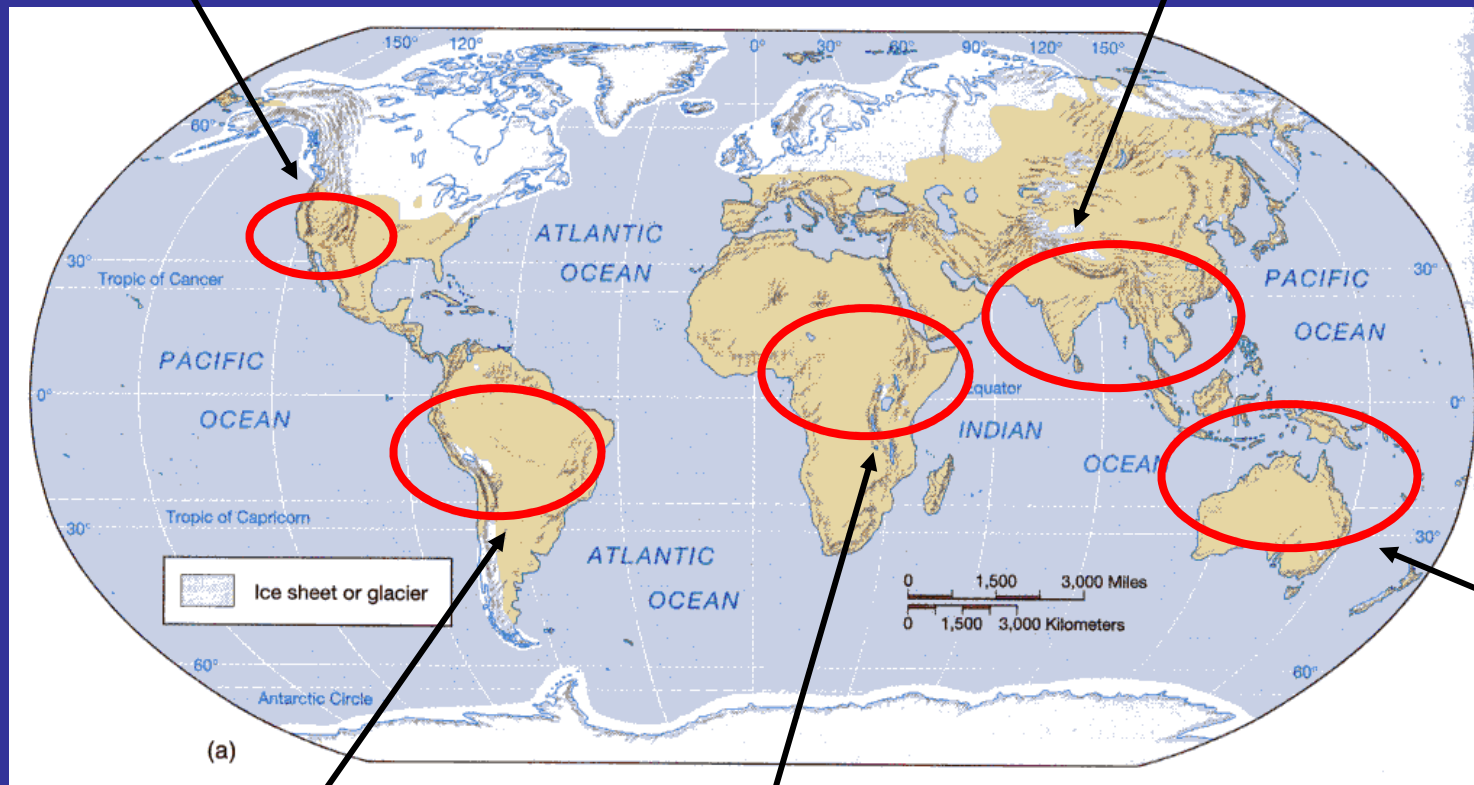 150° 120° 0° 30° 60° 90° 120° 150°
60°
ATLANTIC
OCEAN
30° 30°
Tropic of Cancer
PACIFIC
OCEAN
PACIFIC
OCEAN
0° Equator 0°
INDIAN
OCEAN
Tropic of Capricorn
30° 30°
ATLANTIC
OCEAN
Ice sheet or glacier
0 1,500 3,000 Miles
0 1,500 3,000 Kilometers
60° 60°
Antarctic Circle
(a)